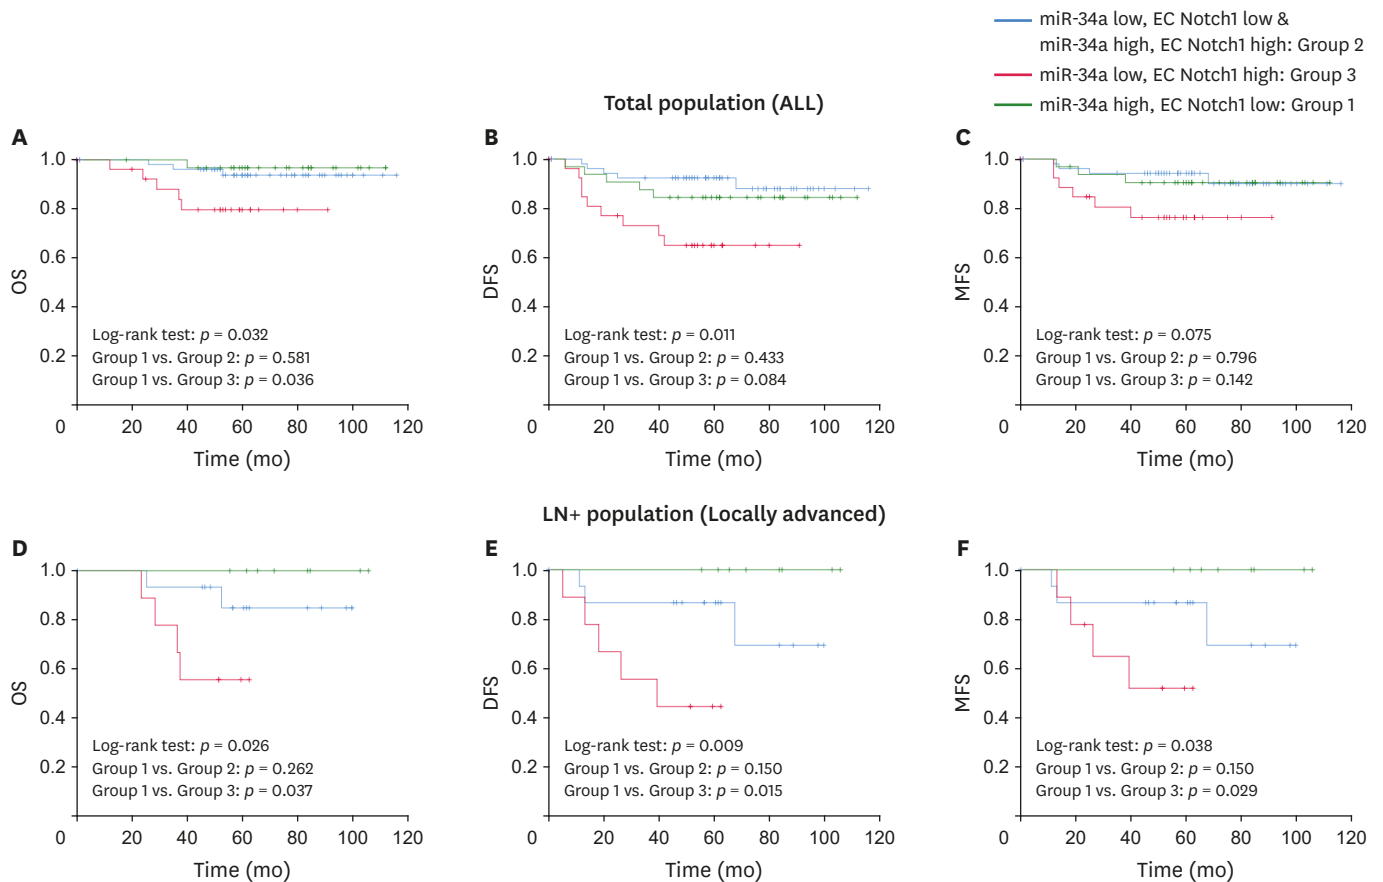 miR-34a low, EC Notch1 low &
miR-34a high, EC Notch1 high: Group 2
miR-34a low, EC Notch1 high: Group 3
miR-34a high, EC Notch1 low: Group 1
Total population (ALL)
A
1.0
0.8
0.6
0.4
0.2
OS
Log-rank test: p = 0.032
Group 1 vs. Group 2: p = 0.581
Group 1 vs. Group 3: p = 0.036
0 20 40 60 80 100 120
Time (mo)
B
1.0
0.8
0.6
0.4
0.2
DFS
Log-rank test: p = 0.011
Group 1 vs. Group 2: p = 0.433
Group 1 vs. Group 3: p = 0.084
0 20 40 60 80 100 120
Time (mo)
C
1.0
0.8
0.6
0.4
0.2
MFS
Log-rank test: p = 0.075
Group 1 vs. Group 2: p = 0.796
Group 1 vs. Group 3: p = 0.142
0 20 40 60 80 100 120
Time (mo)
LN+ population (Locally advanced)
D
1.0
0.8
0.6
0.4
0.2
OS
Log-rank test: p = 0.026
Group 1 vs. Group 2: p = 0.262
Group 1 vs. Group 3: p = 0.037
0 20 40 60 80 100 120
Time (mo)
E
1.0
0.8
0.6
0.4
0.2
DFS
Log-rank test: p = 0.009
Group 1 vs. Group 2: p = 0.150
Group 1 vs. Group 3: p = 0.015
0 20 40 60 80 100 120
Time (mo)
F
1.0
0.8
0.6
0.4
0.2
MFS
Log-rank test: p = 0.038
Group 1 vs. Group 2: p = 0.150
Group 1 vs. Group 3: p = 0.029
0 20 40 60 80 100 120
Time (mo)